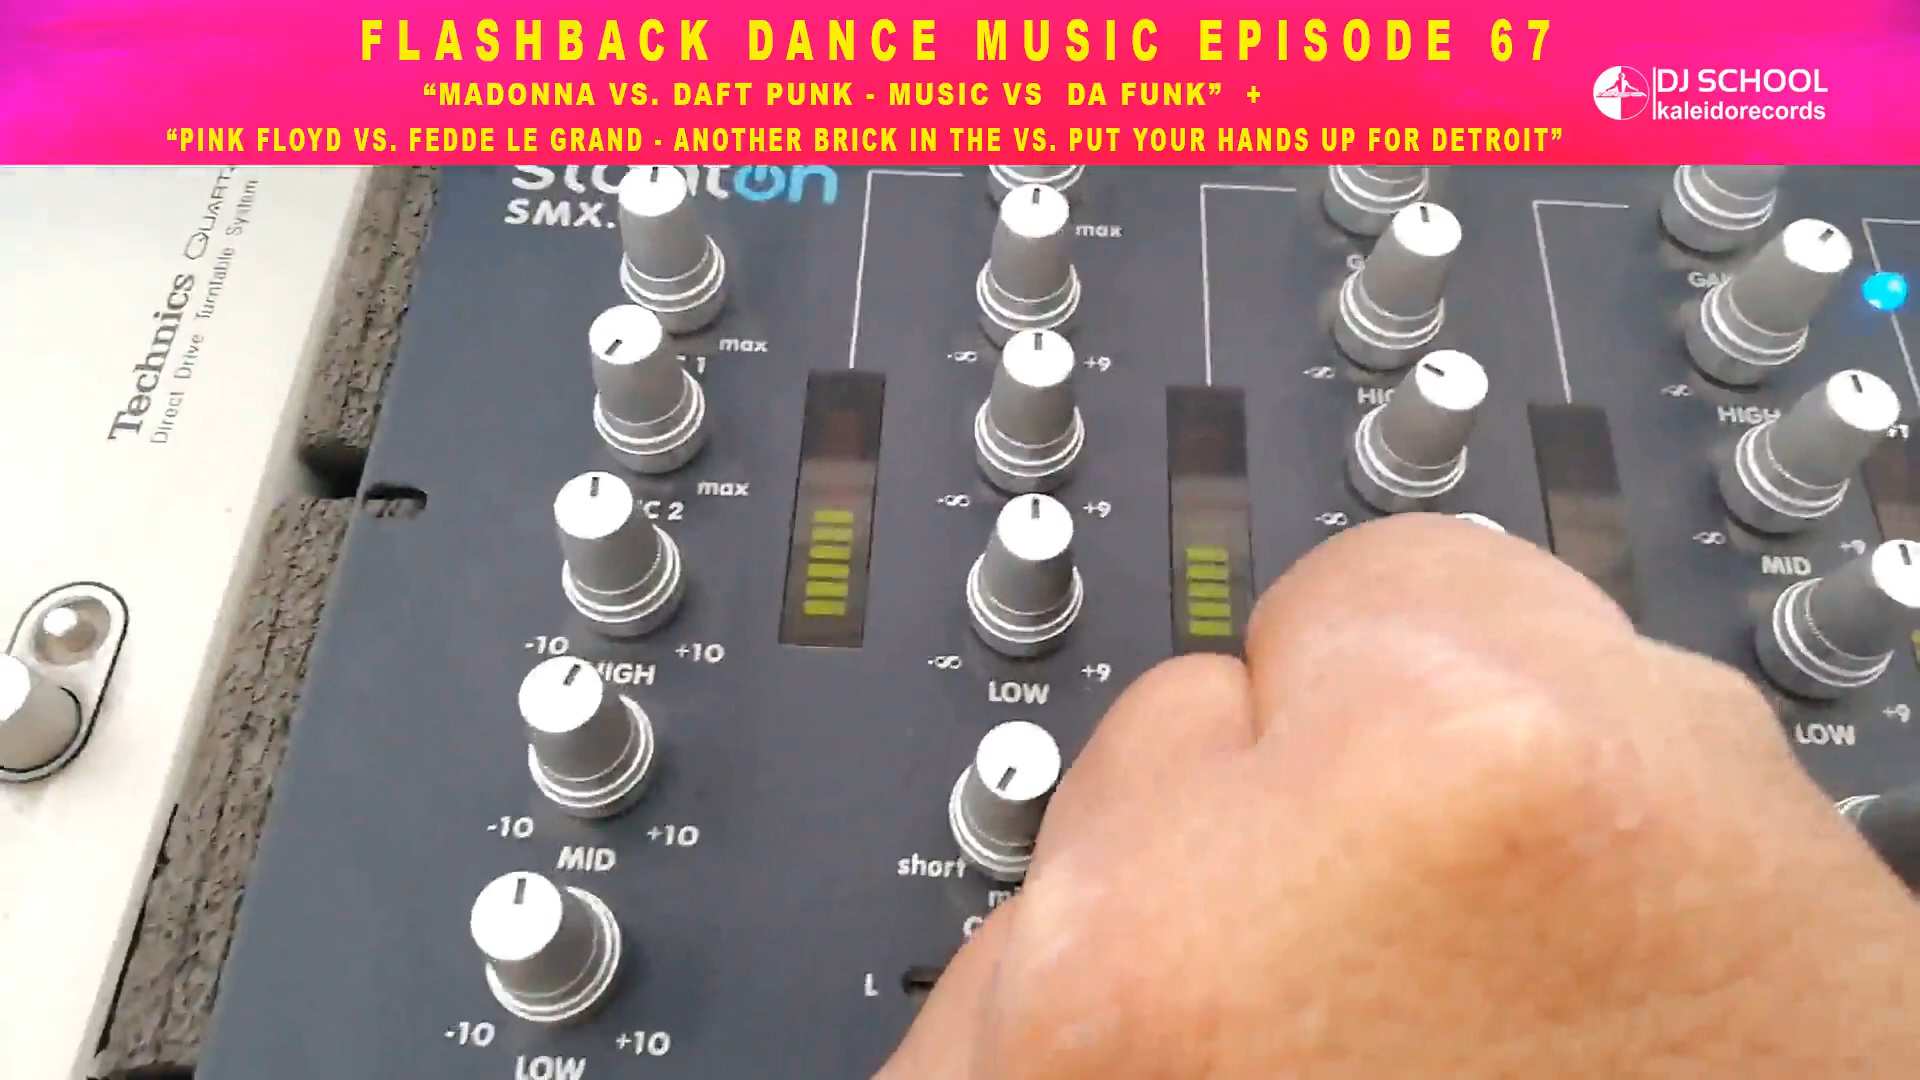 FLASHBACK DANCE MUSIC EPISODE 67
“MADONNA VS. DAFT PUNK - MUSIC VS DA FUNK” +
“PINK FLOYD VS. FEDDE LE GRAND - ANOTHER BRICK IN THE VS. PUT YOUR HANDS UP FOR DETROIT”
DJ SCHOOL
kaleidorecords
Technics
Direct Drive Turntable System
SMX.
max
max
max
-10 +10
HIGH
-10 +10
MID
-10 +10
LOW
-∞ +9
-∞ +9
-∞ +9
LOW
short
L
-∞
-∞
-∞
HIGH
-∞ +9
MID
+9
LOW